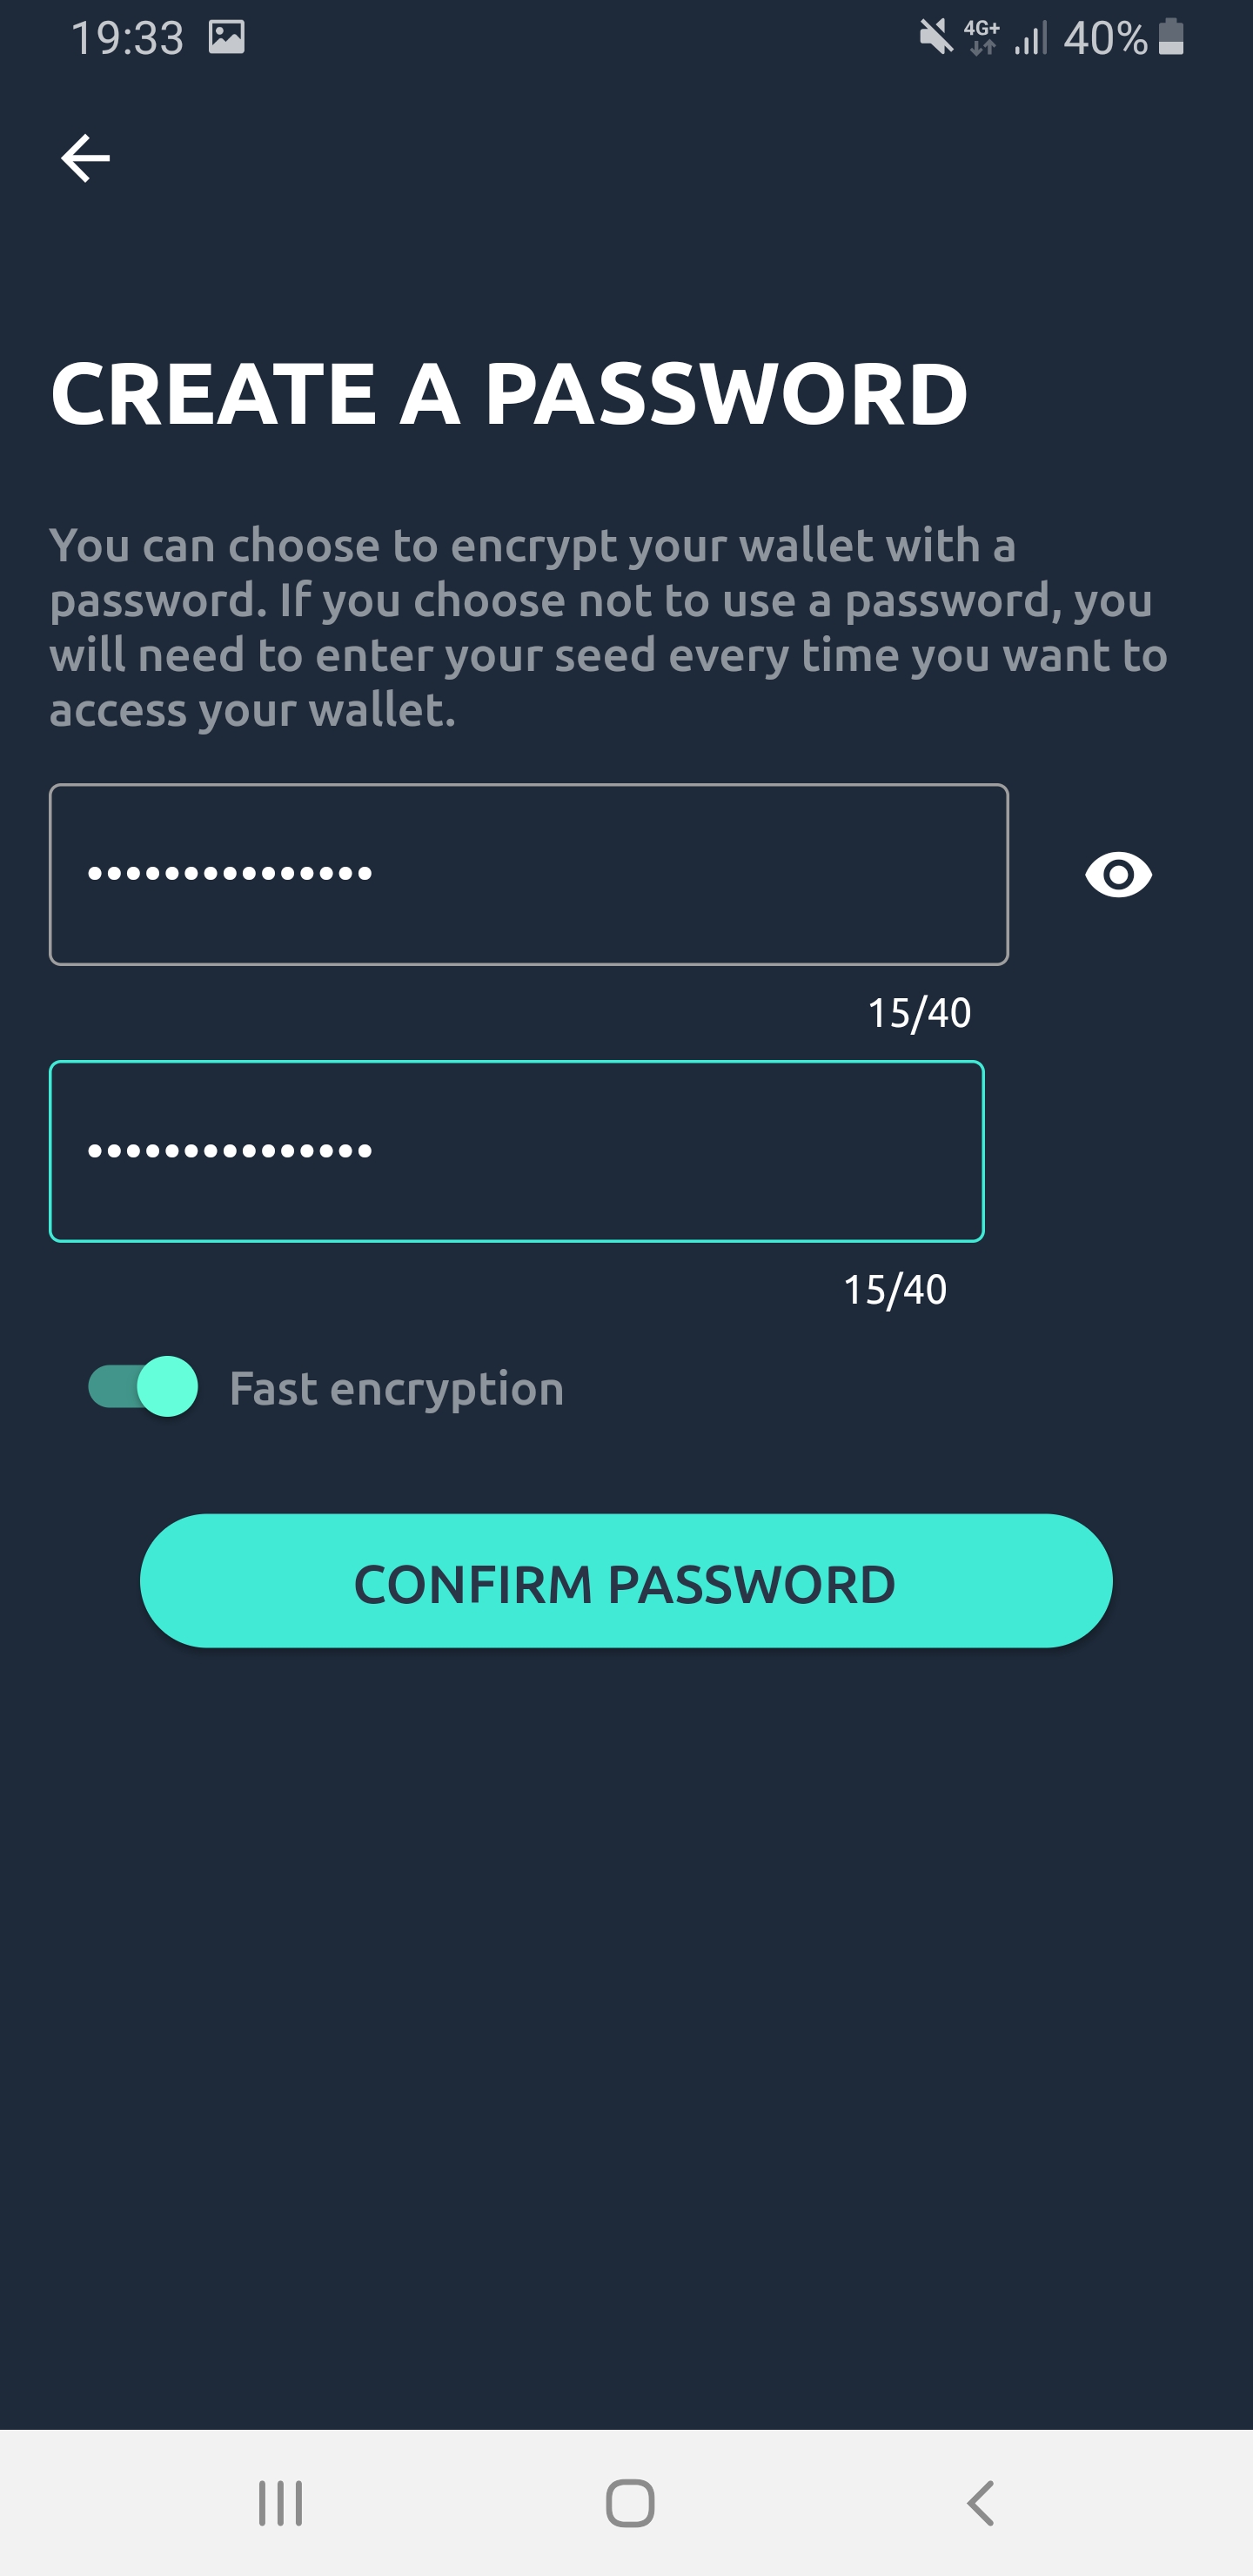 19:33
4G+
40%
CREATE A PASSWORD
You can choose to encrypt your wallet with a
password. If you choose not to use a password, you
will need to enter your seed every time you want to
access your wallet.
•••••••••••••••
15/40
•••••••••••••••
15/40
Fast encryption
CONFIRM PASSWORD